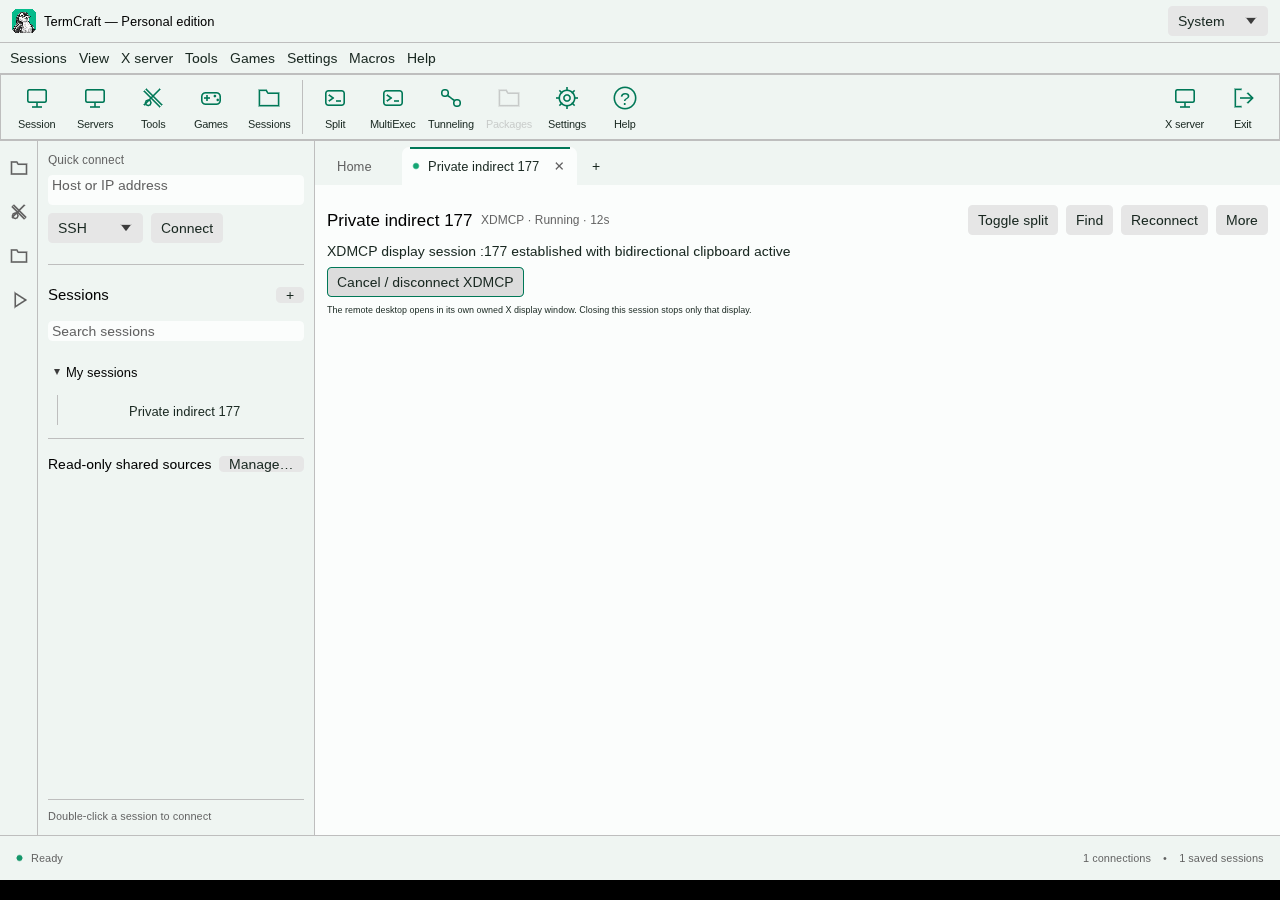 TermCraft — Personal edition
System
Sessions View X server Tools Games Settings Macros Help
Session Servers Tools Games Sessions Split MultiExec Tunneling Packages Settings Help X server Exit
Quick connect
Host or IP address
SSH Connect
Sessions +
Search sessions
My sessions
Private indirect 177
Read-only shared sources Manage…
Double-click a session to connect
Home Private indirect 177 ✕ +
Private indirect 177 XDMCP · Running · 12s Toggle split Find Reconnect More
XDMCP display session :177 established with bidirectional clipboard active
Cancel / disconnect XDMCP
The remote desktop opens in its own owned X display window. Closing this session stops only that display.
Ready 1 connections • 1 saved sessions